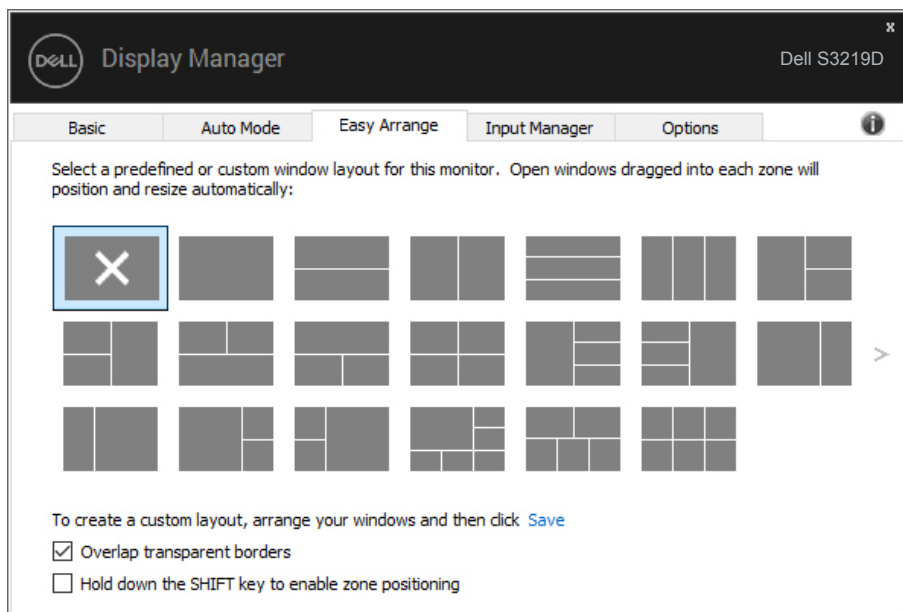 x
DELL Display Manager
Dell S3219D
Basic Auto Mode Easy Arrange Input Manager Options
Select a predefined or custom window layout for this monitor. Open windows dragged into each zone will
position and resize automatically:
>
To create a custom layout, arrange your windows and then click Save
Overlap transparent borders
Hold down the SHIFT key to enable zone positioning